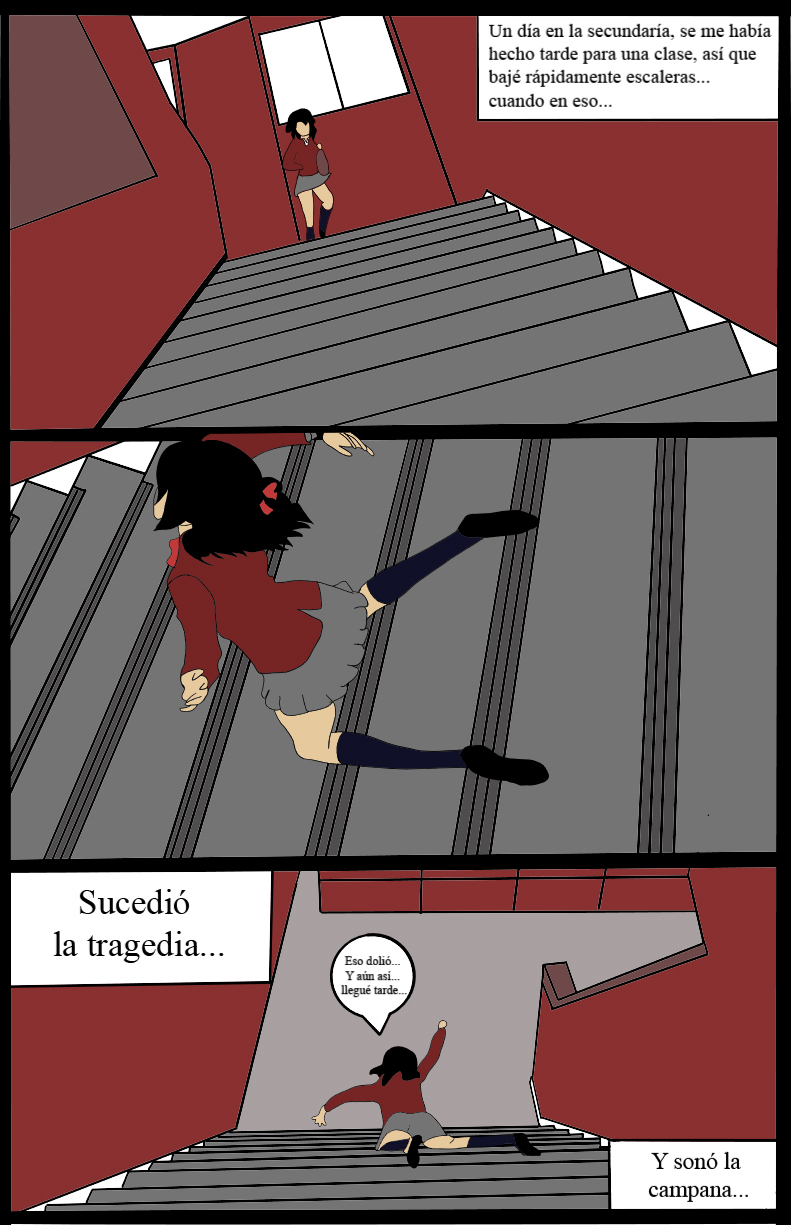 Un día en la secundaría, se me había
hecho tarde para una clase, así que
bajé rápidamente escaleras...
cuando en eso...
Sucedió
la tragedia...
Eso dolió...
Y aún así...
llegué tarde...
Y sonó la
campana...